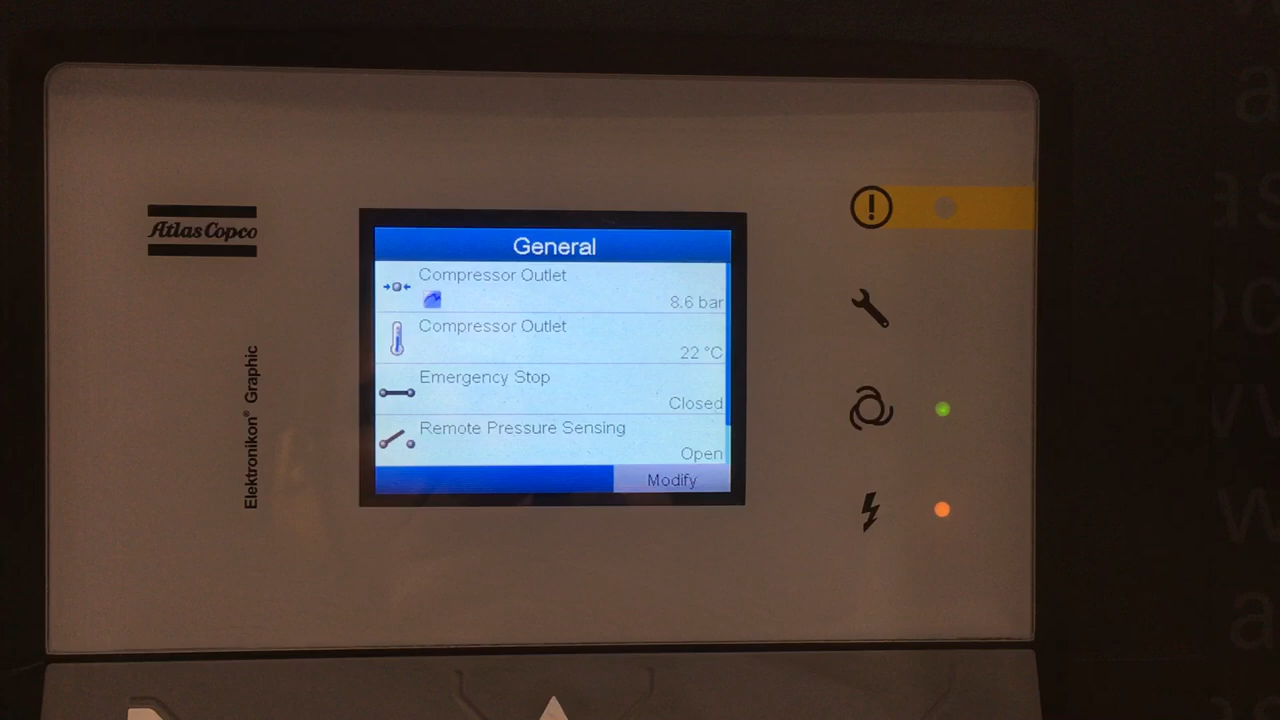 Atlas Copco
Elektronikon® Graphic
General
Compressor Outlet
8.6 bar
Compressor Outlet
22 °C
Emergency Stop
Closed
Remote Pressure Sensing
Open
Modify